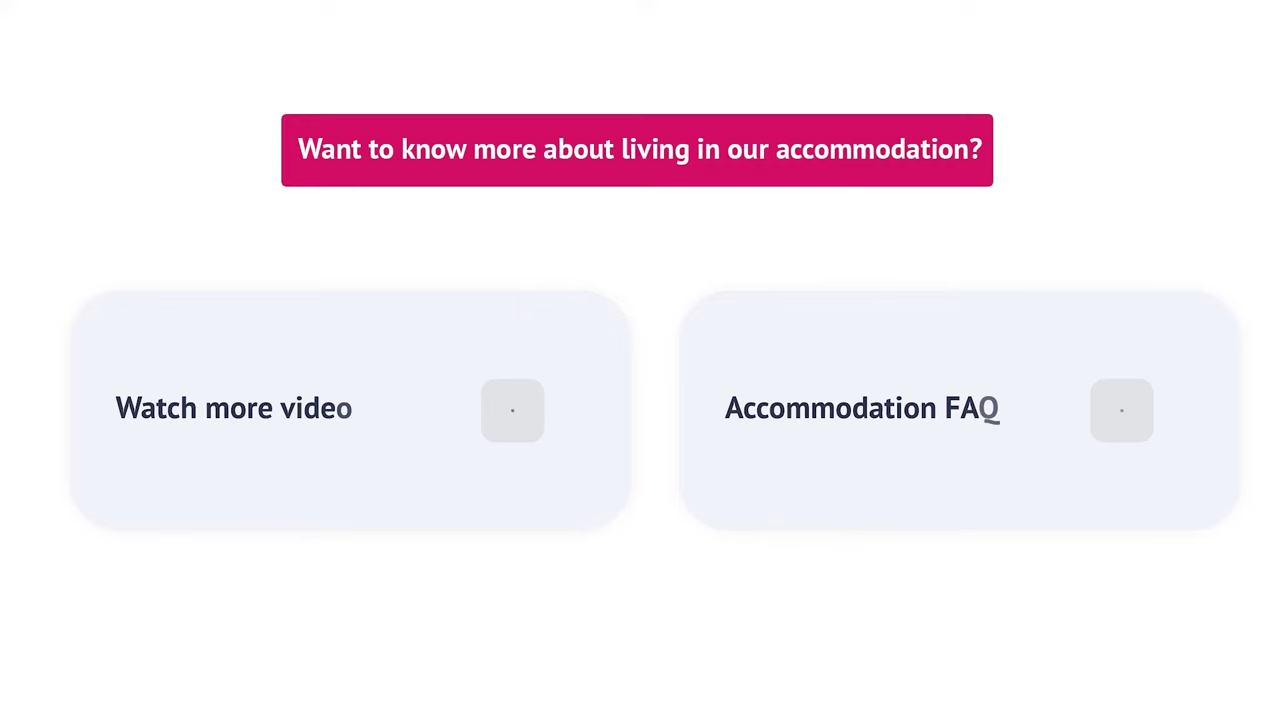 Want to know more about living in our accommodation?
Watch more video
Accommodation FAQ